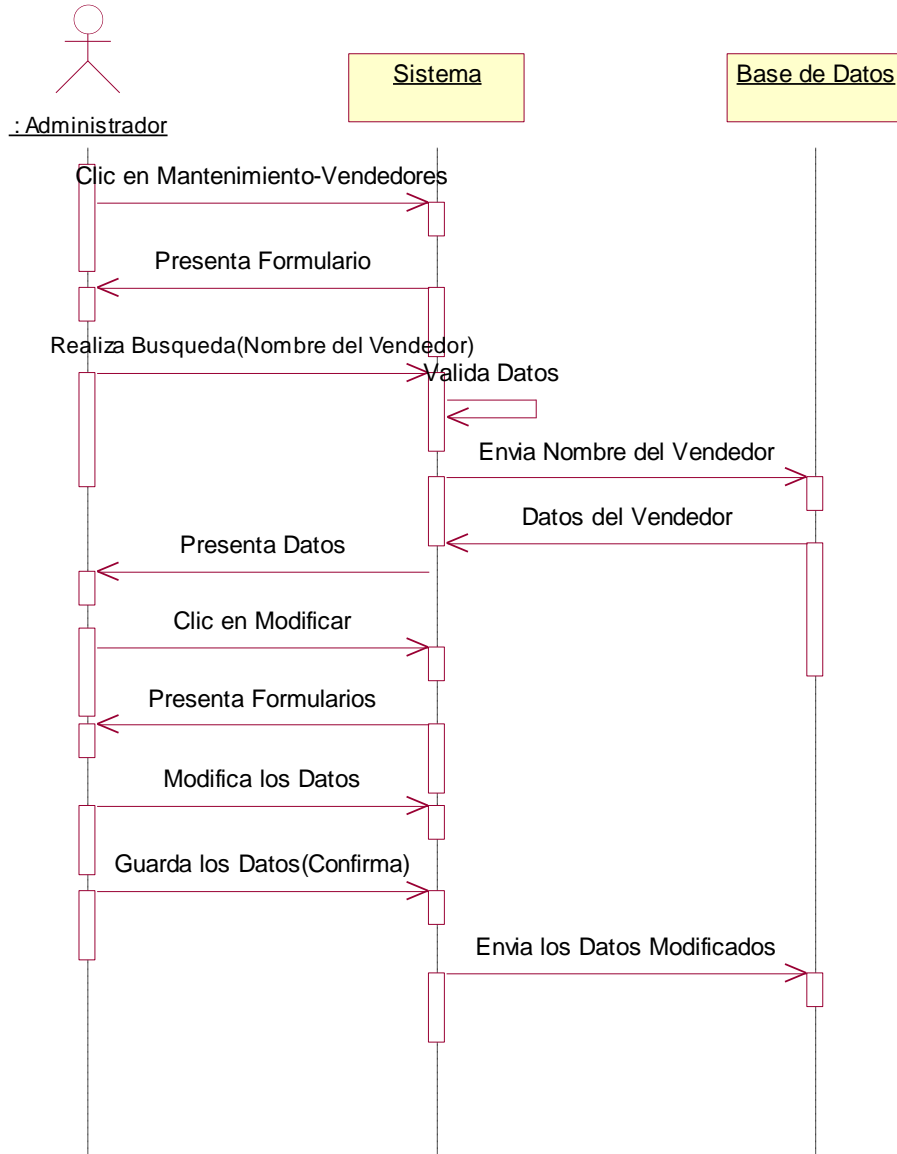 Sistema
Base de Datos
: Administrador
Clic en Mantenimiento-Vendedores
Presenta Formulario
Realiza Busqueda(Nombre del Vendedor)
Valida Datos
Envia Nombre del Vendedor
Datos del Vendedor
Presenta Datos
Clic en Modificar
Presenta Formularios
Modifica los Datos
Guarda los Datos(Confirma)
Envia los Datos Modificados